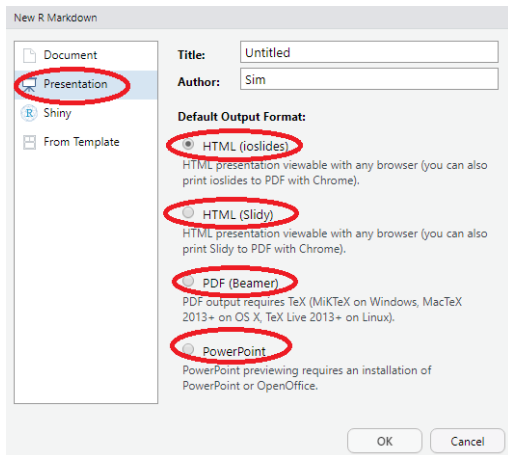 New R Markdown
Document
Presentation
R Shiny
From Template
Title: Untitled
Author: Sim
Default Output Format:
HTML (ioslides)
HTML presentation viewable with any browser (you can also
print ioslides to PDF with Chrome).
HTML (Slidy)
HTML presentation viewable with any browser (you can also
print Slidy to PDF with Chrome).
PDF (Beamer)
PDF output requires TeX (MiKTeX on Windows, MacTeX
2013+ on OS X, TeX Live 2013+ on Linux).
PowerPoint
PowerPoint previewing requires an installation of
PowerPoint or OpenOffice.
OK Cancel